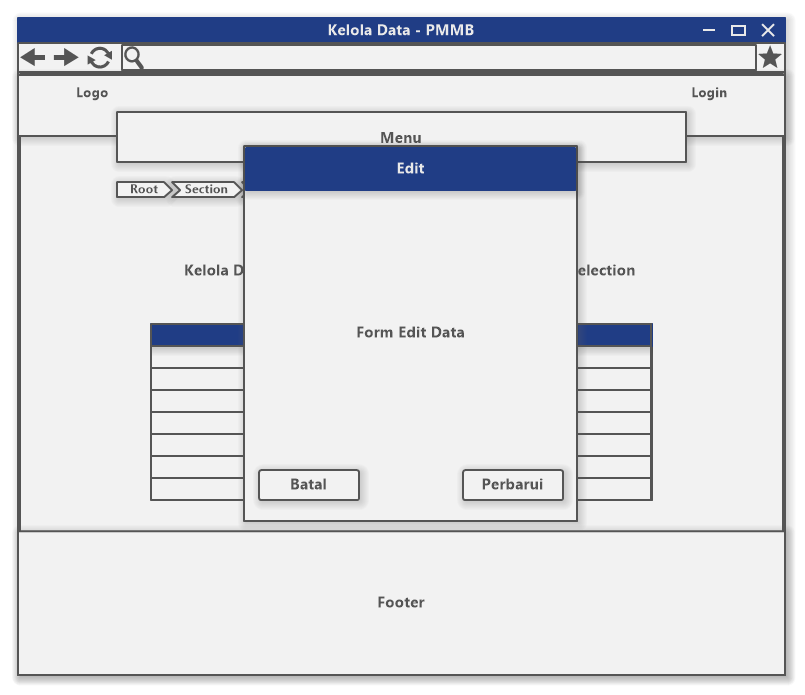 Kelola Data - PMMB
Logo
Login
Menu
Edit
Root
Section
Kelola D
election
Form Edit Data
Batal
Perbarui
Footer